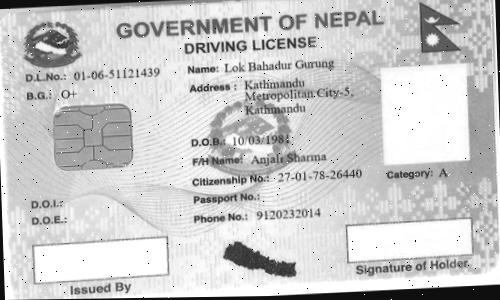 GOVERNMENT OF NEPAL
DRIVING LICENSE
D.L.No.: 01-06-51121439
B.G.: O+
Name: Lok Bahadur Gurung
Address : Kathmandu
Metropolitan City-5,
Kathmandu
D.O.B.: 10/03/1981
F/H Name: Anjali Sharma
Citizenship No.: 27-01-78-26440
Category: A
Passport No.:
Phone No.: 9120232014
D.O.I.:
D.O.E.:
Issued By
Signature of Holder